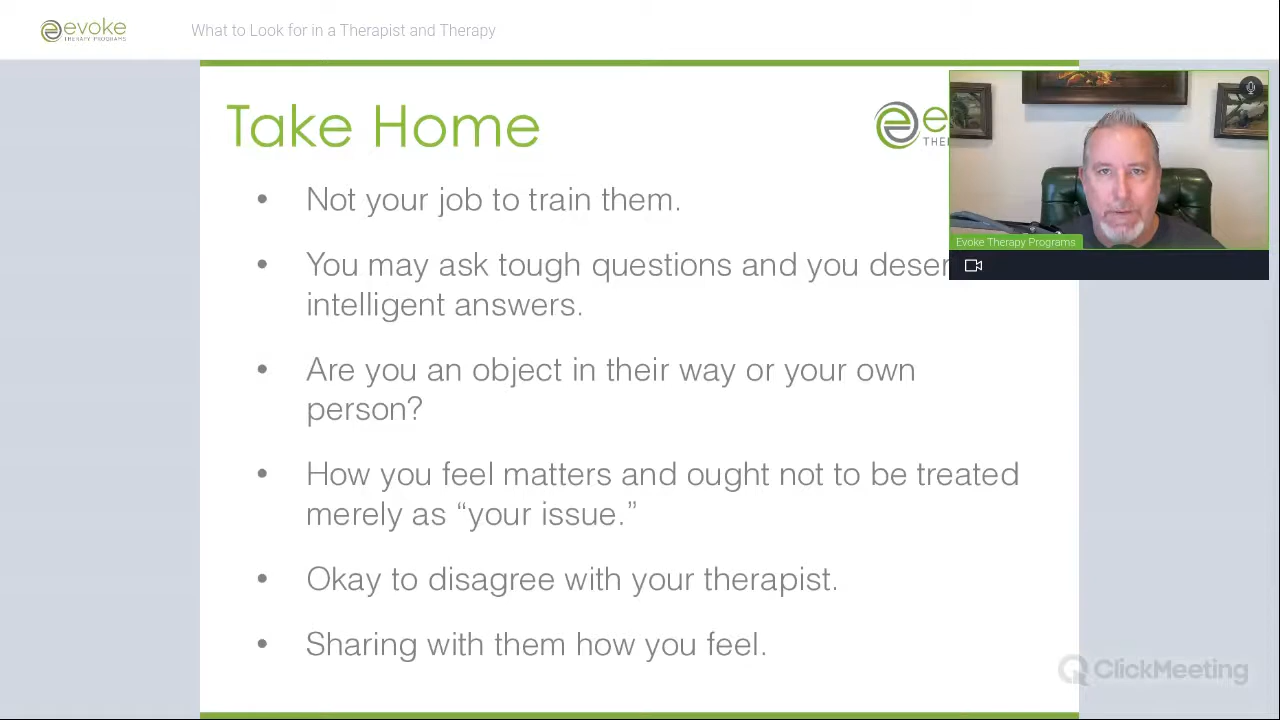 evoke
THERAPY PROGRAMS
What to Look for in a Therapist and Therapy
Take Home
e
THE
• Not your job to train them.
• You may ask tough questions and you deser
intelligent answers.
• Are you an object in their way or your own
person?
• How you feel matters and ought not to be treated
merely as “your issue.”
• Okay to disagree with your therapist.
• Sharing with them how you feel.
Evoke Therapy Programs
ClickMeeting